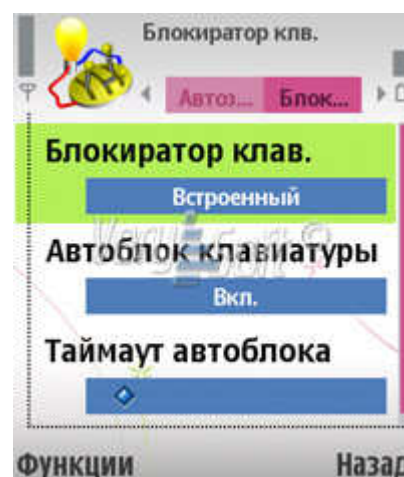 Блокиратор клв.
Автоз... Блок...
Блокиратор клав.
Встроенный
Автоблок клавиатуры
Вкл.
Таймаут автоблока
Функции Назад